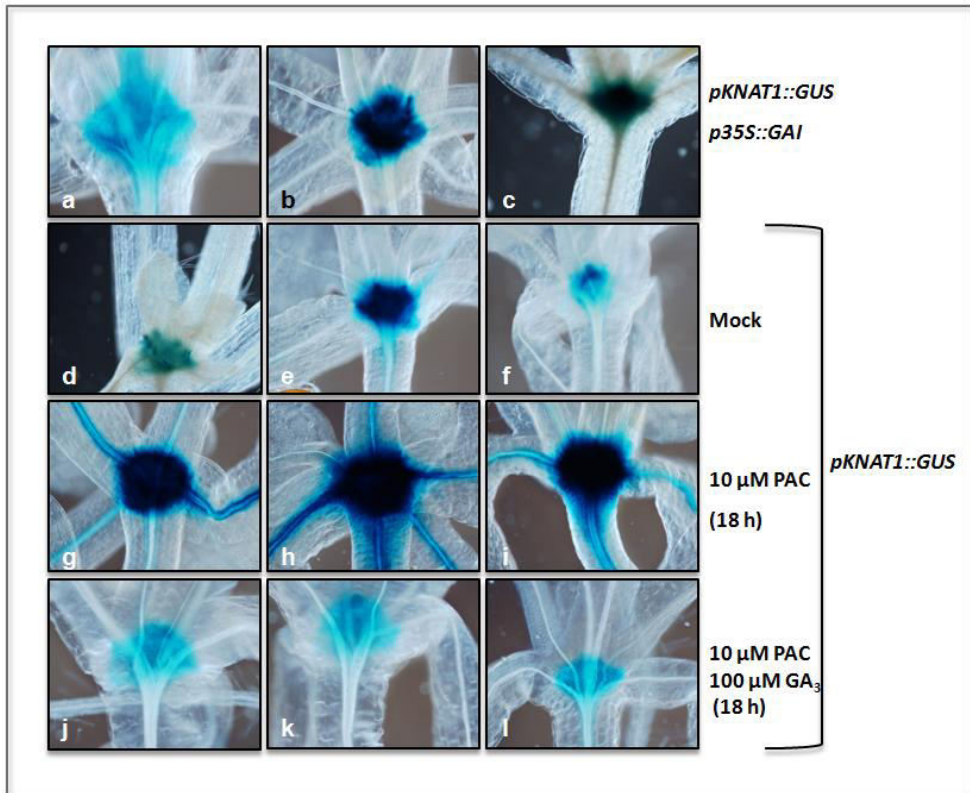 a b c
pKNAT1::GUS
p35S::GAI
d e f
Mock
g h i
10 µM PAC
(18 h)
pKNAT1::GUS
j k l
10 µM PAC
100 µM GA₃
(18 h)